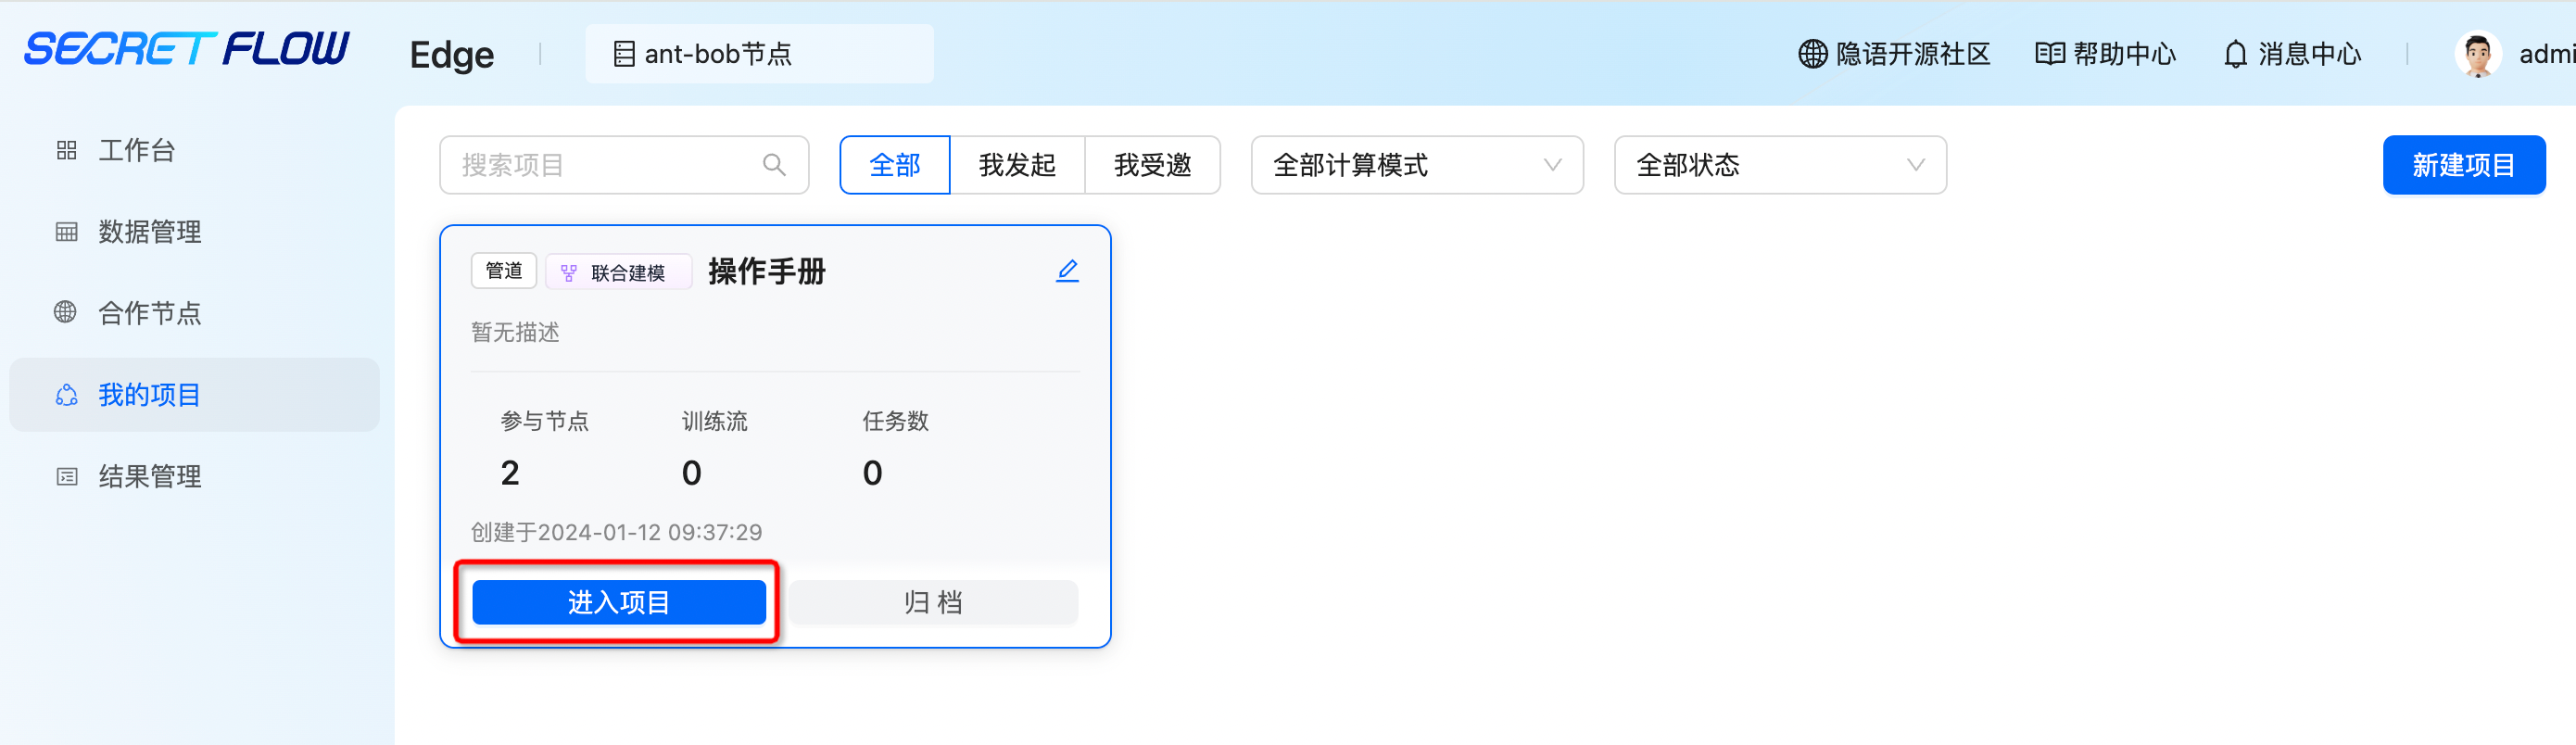 SECRET FLOW Edge ant-bob节点 隐语开源社区 帮助中心 消息中心 admi
工作台
数据管理
合作节点
我的项目
结果管理
搜索项目 全部 我发起 我受邀 全部计算模式 全部状态 新建项目
管道 联合建模 操作手册
暂无描述
参与节点 训练流 任务数
2 0 0
创建于2024-01-12 09:37:29
进入项目 归 档